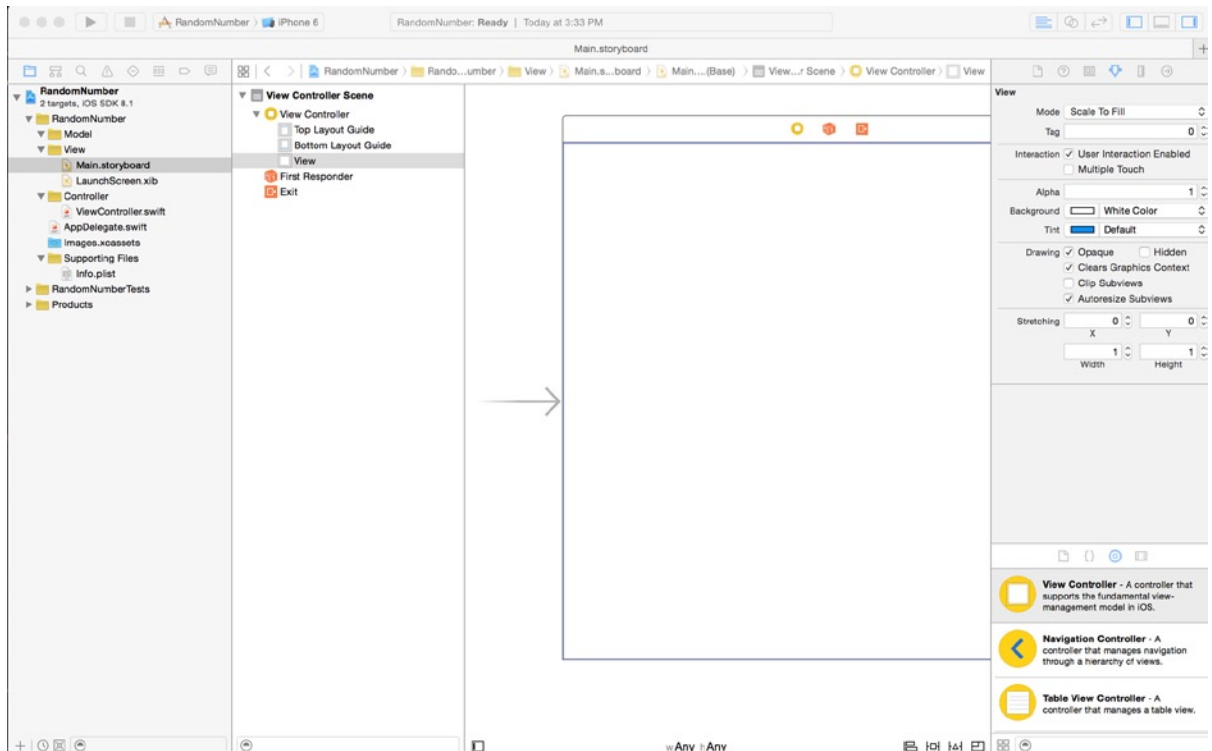 RandomNumber
iPhone 6
RandomNumber: Ready | Today at 3:33 PM
Main.storyboard
RandomNumber
Rando...umber
View
Main.s...board
Main....(Base)
View...r Scene
View Controller
View
RandomNumber
2 targets, iOS SDK 8.1
RandomNumber
Model
View
Main.storyboard
LaunchScreen.xib
Controller
ViewController.swift
AppDelegate.swift
Images.xcassets
Supporting Files
Info.plist
RandomNumberTests
Products
View Controller Scene
View Controller
Top Layout Guide
Bottom Layout Guide
View
First Responder
Exit
View
Mode Scale To Fill
Tag 0
Interaction User Interaction Enabled
Multiple Touch
Alpha 1
Background White Color
Tint Default
Drawing Opaque Hidden
Clears Graphics Context
Clip Subviews
Autoresize Subviews
Stretching 0 0
X Y
1 1
Width Height
View Controller - A controller that
supports the fundamental view-
management model in iOS.
Navigation Controller - A
controller that manages navigation
through a hierarchy of views.
Table View Controller - A
controller that manages a table view.
wAny hAny